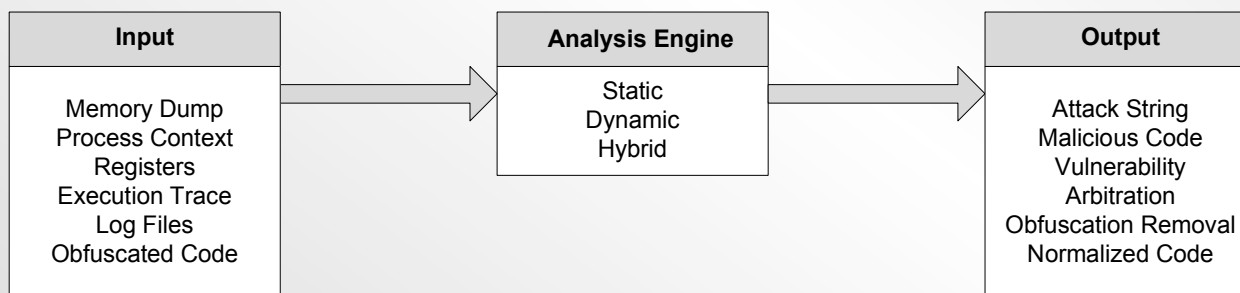 Input
Memory Dump
Process Context
Registers
Execution Trace
Log Files
Obfuscated Code
Analysis Engine
Static
Dynamic
Hybrid
Output
Attack String
Malicious Code
Vulnerability
Arbitration
Obfuscation Removal
Normalized Code